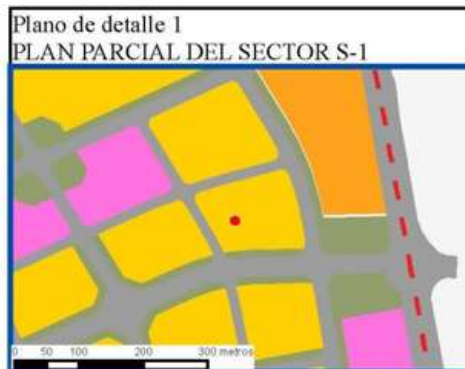 Plano de detalle 1
PLAN PARCIAL DEL SECTOR S-1
0 50 100 200 300 metros